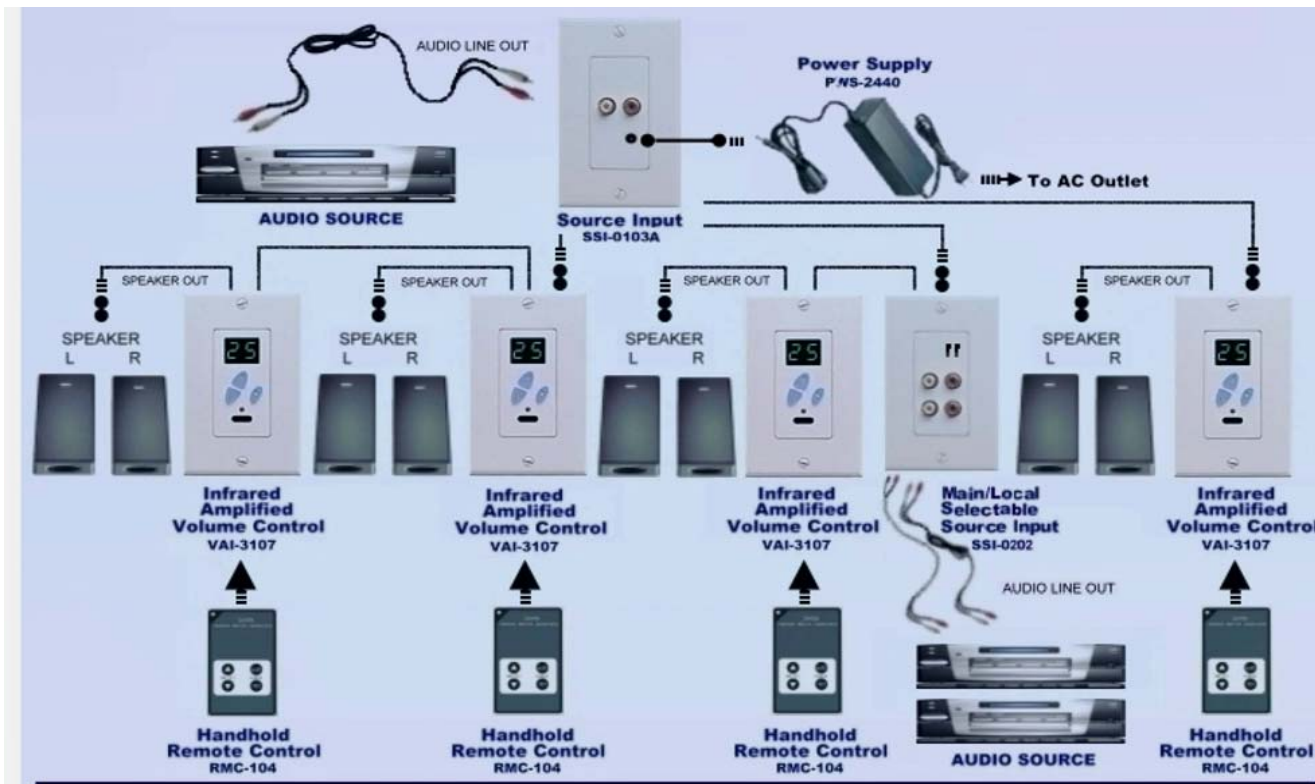 AUDIO LINE OUT
Power Supply
PWS-2440
To AC Outlet
AUDIO SOURCE
Source Input
SSI-0103A
SPEAKER OUT
SPEAKER OUT
SPEAKER OUT
SPEAKER OUT
SPEAKER
L R
25
SPEAKER
L R
25
SPEAKER
L R
25
SPEAKER
L R
25
Infrared
Amplified
Volume Control
VAI-3107
Infrared
Amplified
Volume Control
VAI-3107
Infrared
Amplified
Volume Control
VAI-3107
Main/Local
Selectable
Source Input
SSI-0202
Infrared
Amplified
Volume Control
VAI-3107
AUDIO LINE OUT
Handhold
Remote Control
RMC-104
Handhold
Remote Control
RMC-104
Handhold
Remote Control
RMC-104
AUDIO SOURCE
Handhold
Remote Control
RMC-104